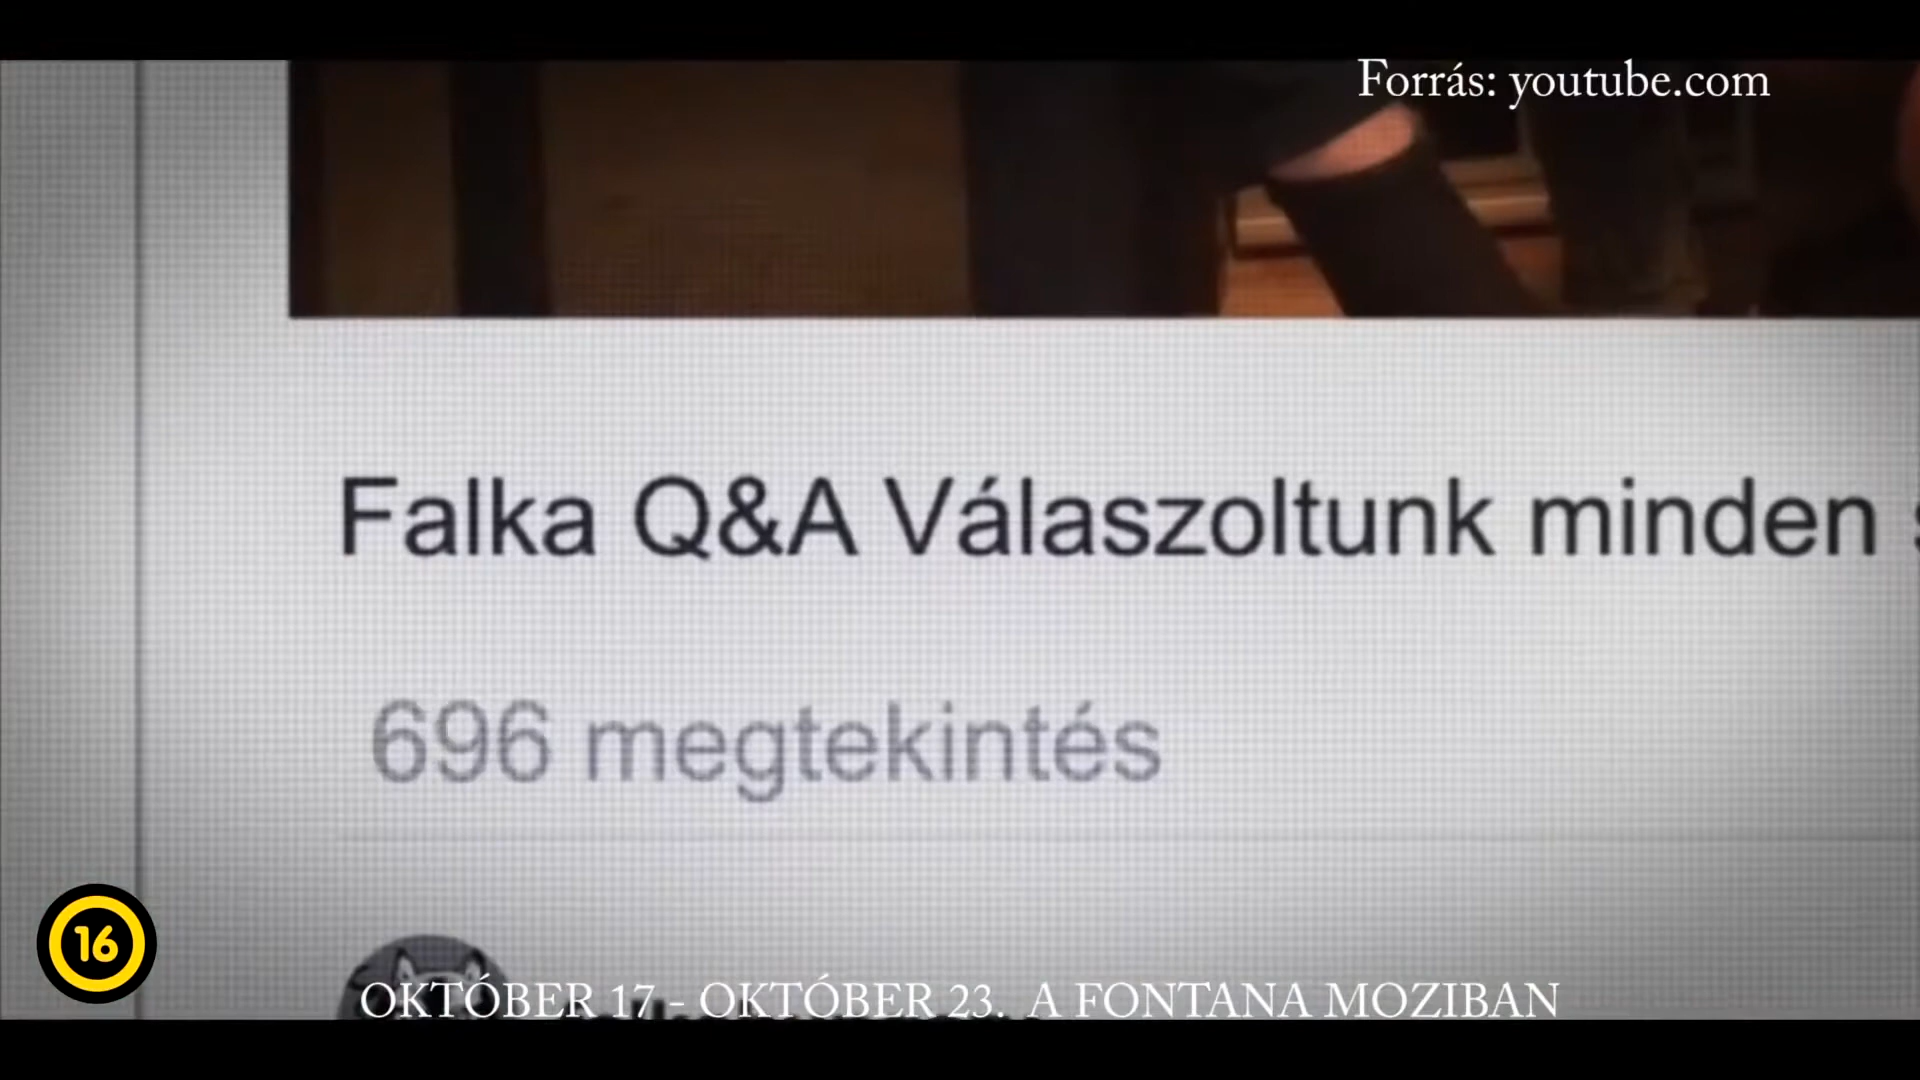 Forrás: youtube.com
Falka Q&A Válaszoltunk minden
696 megtekintés
16
OKTÓBER 17 - OKTÓBER 23. A FONTANA MOZIBAN